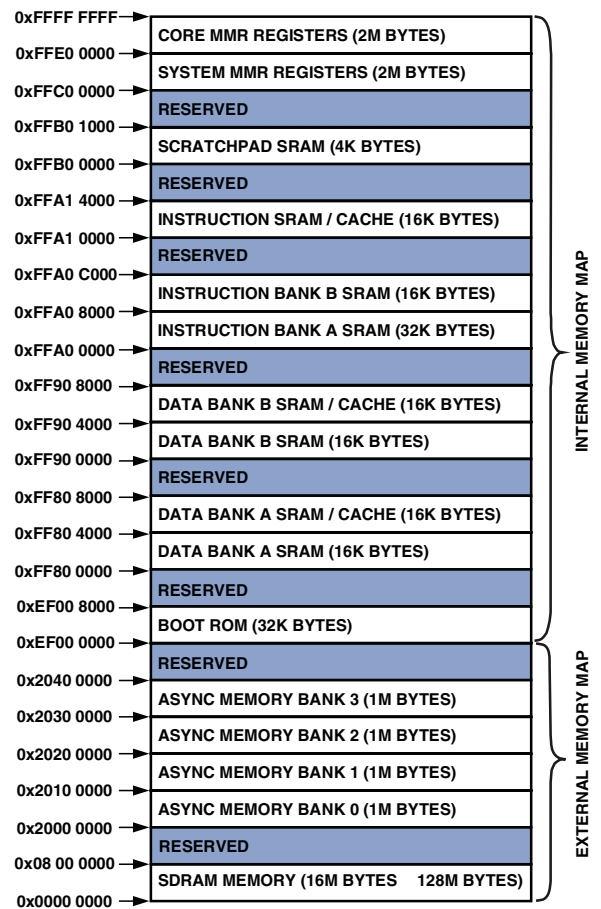 0xFFFF FFFF
CORE MMR REGISTERS (2M BYTES)
0xFFE0 0000
SYSTEM MMR REGISTERS (2M BYTES)
0xFFC0 0000
RESERVED
0xFFB0 1000
SCRATCHPAD SRAM (4K BYTES)
0xFFB0 0000
RESERVED
0xFFA1 4000
INSTRUCTION SRAM / CACHE (16K BYTES)
0xFFA1 0000
RESERVED
0xFFA0 C000
INSTRUCTION BANK B SRAM (16K BYTES)
0xFFA0 8000
INSTRUCTION BANK A SRAM (32K BYTES)
0xFFA0 0000
RESERVED
0xFF90 8000
DATA BANK B SRAM / CACHE (16K BYTES)
0xFF90 4000
DATA BANK B SRAM (16K BYTES)
0xFF90 0000
RESERVED
0xFF80 8000
DATA BANK A SRAM / CACHE (16K BYTES)
0xFF80 4000
DATA BANK A SRAM (16K BYTES)
0xFF80 0000
RESERVED
0xEF00 8000
BOOT ROM (32K BYTES)
0xEF00 0000
RESERVED
0x2040 0000
ASYNC MEMORY BANK 3 (1M BYTES)
0x2030 0000
ASYNC MEMORY BANK 2 (1M BYTES)
0x2020 0000
ASYNC MEMORY BANK 1 (1M BYTES)
0x2010 0000
ASYNC MEMORY BANK 0 (1M BYTES)
0x2000 0000
RESERVED
0x08 00 0000
SDRAM MEMORY (16M BYTES 128M BYTES)
0x0000 0000
INTERNAL MEMORY MAP
EXTERNAL MEMORY MAP